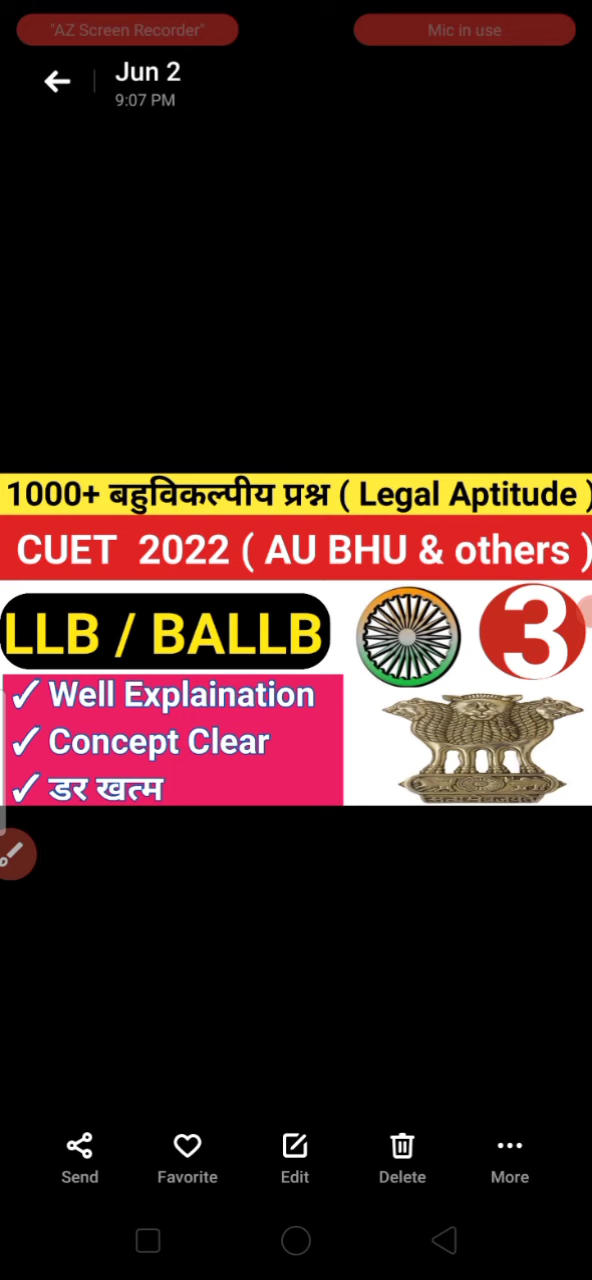 "AZ Screen Recorder"
Mic in use
Jun 2
9:07 PM
1000+ बहुविकल्पीय प्रश्न ( Legal Aptitude )
CUET 2022 ( AU BHU & others )
LLB / BALLB
3
✓ Well Explaination
✓ Concept Clear
✓ डर खत्म
Send
Favorite
Edit
Delete
More